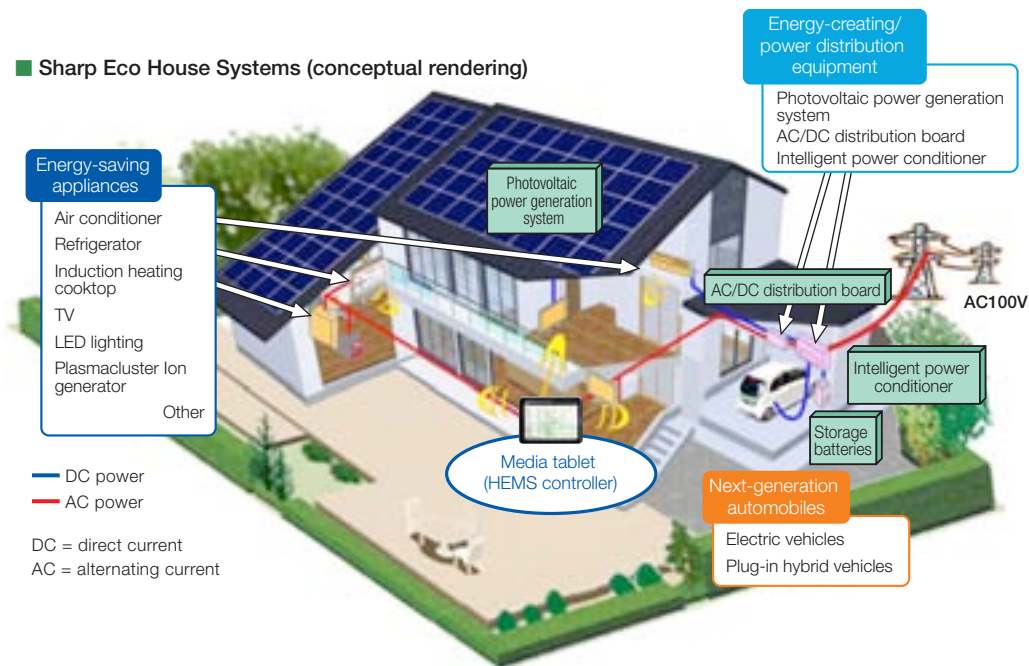 Sharp Eco House Systems (conceptual rendering)
Energy-creating/
power distribution
equipment
Photovoltaic power generation
system
AC/DC distribution board
Intelligent power conditioner
Energy-saving
appliances
Air conditioner
Refrigerator
Induction heating
cooktop
TV
LED lighting
Plasmacluster Ion
generator
Other
Photovoltaic
power generation
system
AC/DC distribution board
AC100V
Intelligent power
conditioner
Storage
batteries
Media tablet
(HEMS controller)
Next-generation
automobiles
Electric vehicles
Plug-in hybrid vehicles
DC power
AC power
DC = direct current
AC = alternating current